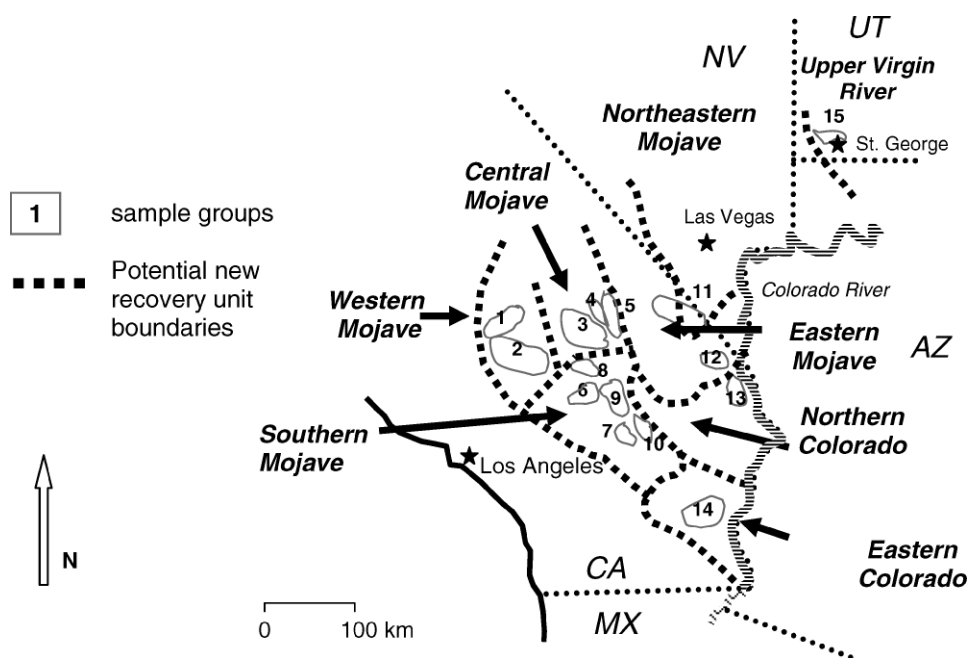 UT
NV
Upper Virgin
River
Northeastern
Mojave
15
St. George
Central
Mojave
1
sample groups
Las Vegas
Potential new
recovery unit
boundaries
Western
Mojave
Colorado River
11
4
5
1
3
2
Eastern
Mojave
AZ
8
12
6
9
13
7
10
Northern
Colorado
Southern
Mojave
Los Angeles
14
N
CA
Eastern
Colorado
MX
0
100 km